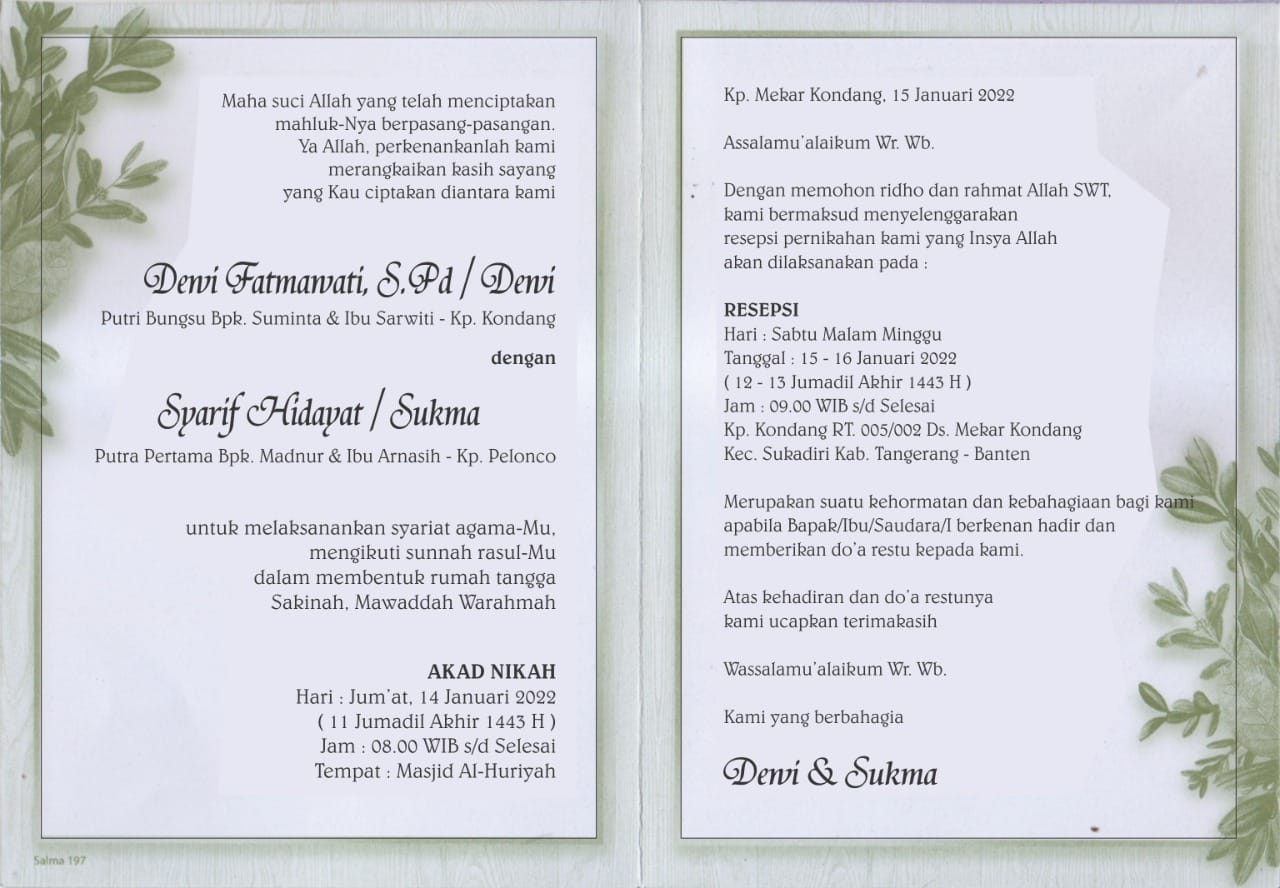 Maha suci Allah yang telah menciptakan
mahluk-Nya berpasang-pasangan.
Ya Allah, perkenankanlah kami
merangkaikan kasih sayang
yang Kau ciptakan diantara kami
Dewi Fatmawati, S.Pd / Dewi
Putri Bungsu Bpk. Suminta & Ibu Sarwiti - Kp. Kondang
dengan
Syarif Hidayat / Sukma
Putra Pertama Bpk. Madnur & Ibu Arnasih - Kp. Pelonco
untuk melaksanankan syariat agama-Mu,
mengikuti sunnah rasul-Mu
dalam membentuk rumah tangga
Sakinah, Mawaddah Warahmah
AKAD NIKAH
Hari : Jum'at, 14 Januari 2022
( 11 Jumadil Akhir 1443 H )
Jam : 08.00 WIB s/d Selesai
Tempat : Masjid Al-Huriyah
Salma 197
Kp. Mekar Kondang, 15 Januari 2022
Assalamu'alaikum Wr. Wb.
Dengan memohon ridho dan rahmat Allah SWT,
kami bermaksud menyelenggarakan
resepsi pernikahan kami yang Insya Allah
akan dilaksanakan pada :
RESEPSI
Hari : Sabtu Malam Minggu
Tanggal : 15 - 16 Januari 2022
( 12 - 13 Jumadil Akhir 1443 H )
Jam : 09.00 WIB s/d Selesai
Kp. Kondang RT. 005/002 Ds. Mekar Kondang
Kec. Sukadiri Kab. Tangerang - Banten
Merupakan suatu kehormatan dan kebahagiaan bagi kami
apabila Bapak/Ibu/Saudara/I berkenan hadir dan
memberikan do'a restu kepada kami.
Atas kehadiran dan do'a restunya
kami ucapkan terimakasih
Wassalamu'alaikum Wr. Wb.
Kami yang berbahagia
Dewi & Sukma